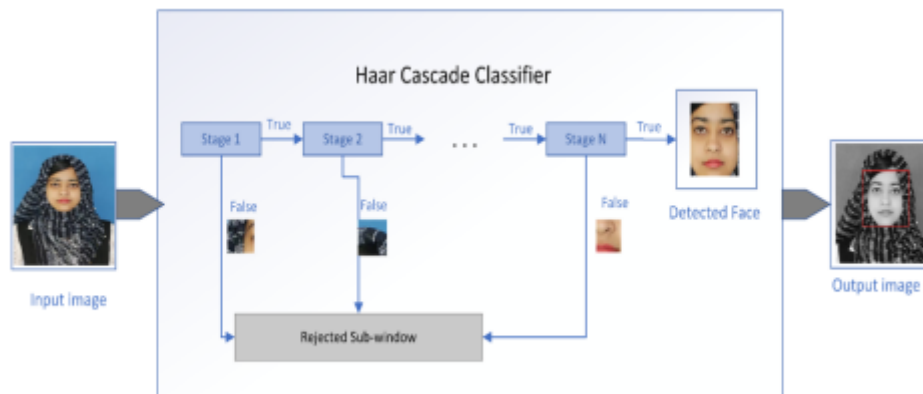 Haar Cascade Classifier
Stage 1
True
Stage 2
True
...
True
Stage N
True
False
False
False
Detected Face
Input image
Output image
Rejected Sub-window